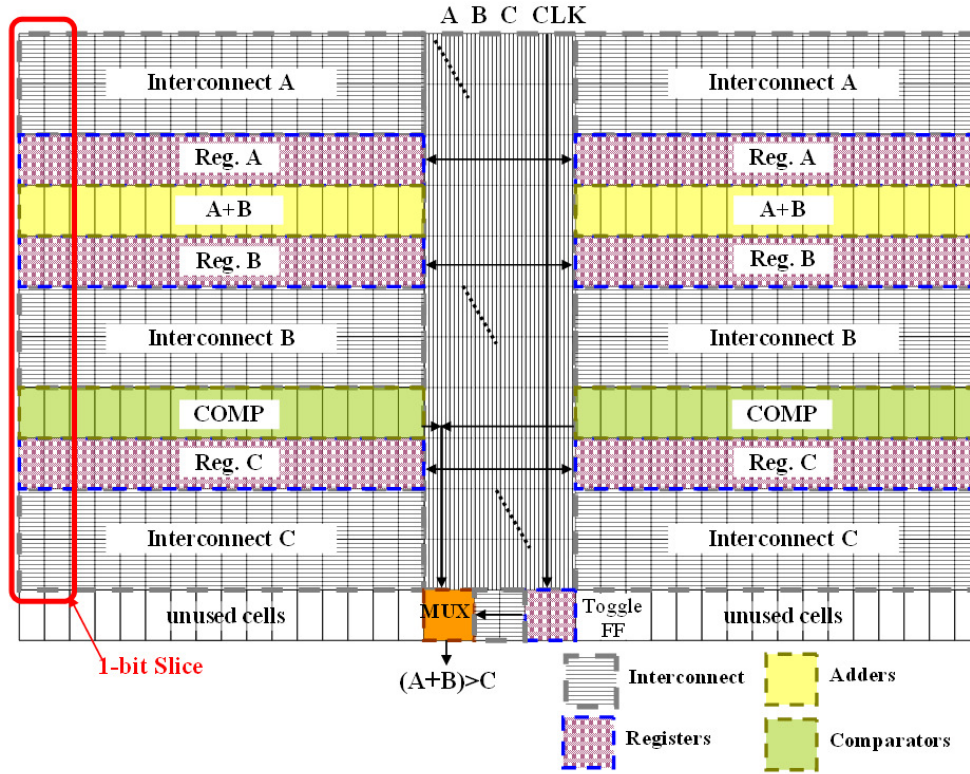 A B C CLK
Interconnect A
Interconnect A
Reg. A
Reg. A
A+B
A+B
Reg. B
Reg. B
Interconnect B
Interconnect B
COMP
COMP
Reg. C
Reg. C
Interconnect C
Interconnect C
unused cells
MUX
Toggle
FF
unused cells
1-bit Slice
(A+B)>C
Interconnect
Adders
Registers
Comparators